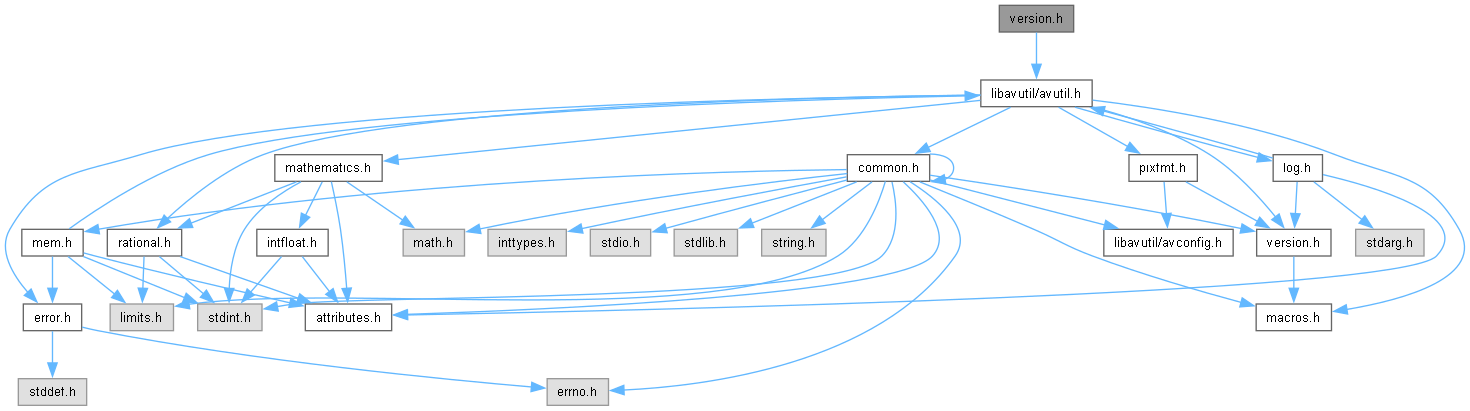 version.h
libavutil/avutil.h
mathematics.h
common.h
pixfmt.h
log.h
mem.h
rational.h
intfloat.h
math.h
inttypes.h
stdio.h
stdlib.h
string.h
libavutil/avconfig.h
version.h
stdarg.h
error.h
limits.h
stdint.h
attributes.h
macros.h
stddef.h
errno.h